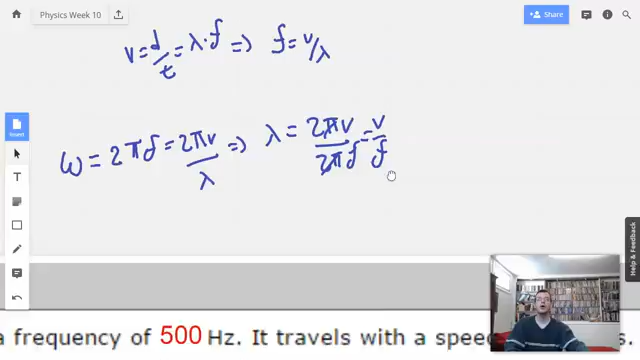 Physics Week 10
Share
v = d/t = λ·f ⇒ f = v/λ
Insert
ω = 2πf = 2πv/λ ⇒ λ = 2πv/2πf = v/f
Help & Feedback
a frequency of 500 Hz. It travels with a speed s.